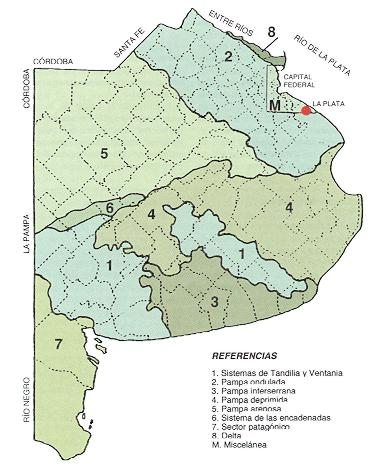 8
ENTRE RÍOS
SANTA FE
2
RÍO DE LA PLATA
CÓRDOBA
CÓRDOBA
CAPITAL
FEDERAL
M
LA PLATA
5
6
4
4
LA PAMPA
1
1
3
7
RÍO NEGRO
REFERENCIAS
1. Sistemas de Tandilia y Ventania
2. Pampa ondulada
3. Pampa interserrana
4. Pampa deprimida
5. Pampa arenosa
6. Sistema de las encadenadas
7. Sector patagónico
8. Delta
M. Miscelánea